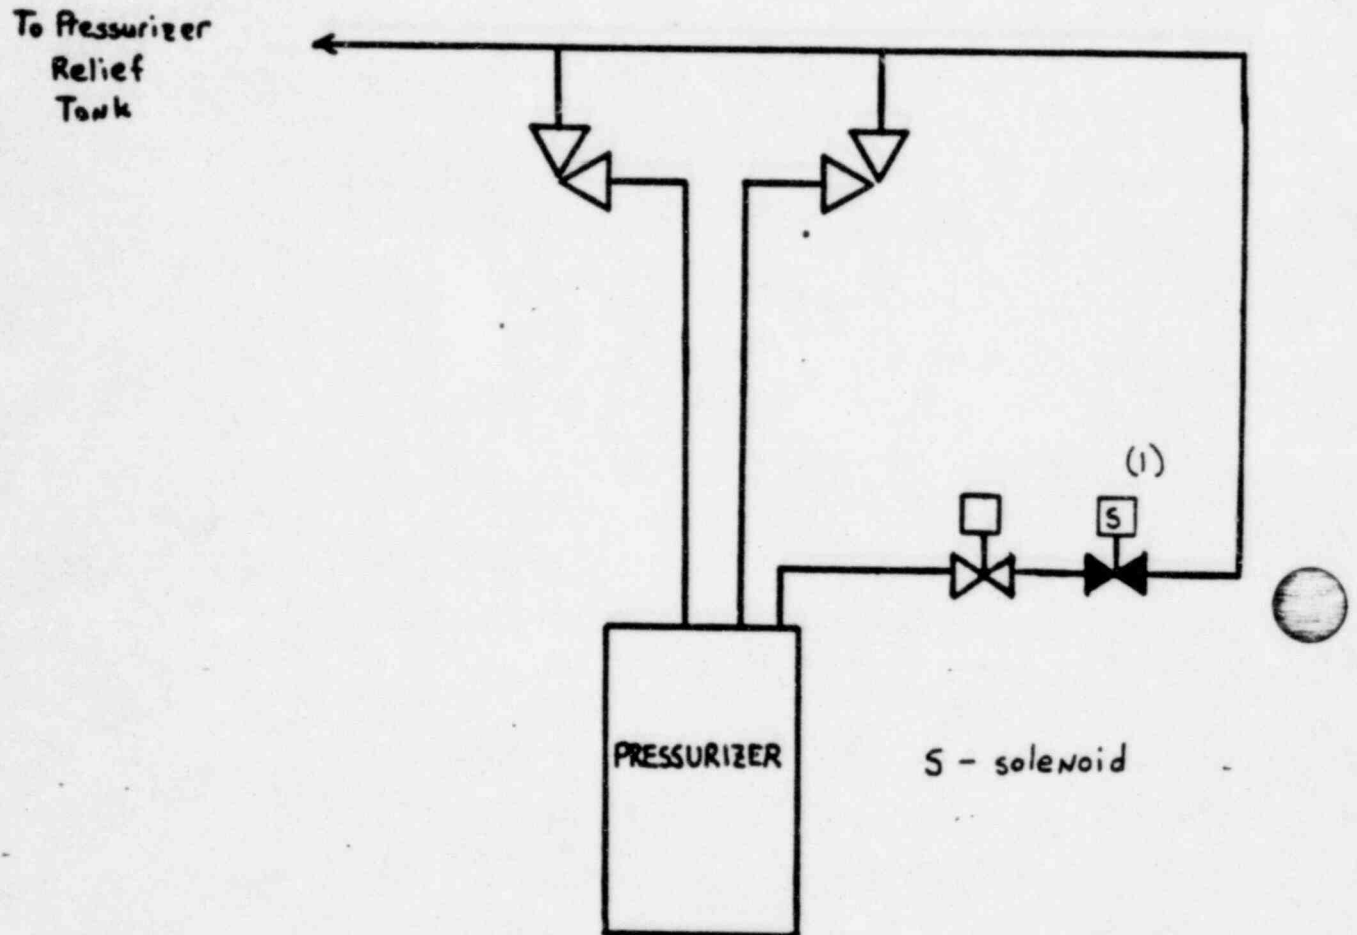 To Pressurizer
Relief
Tank
(1)
S
PRESSURIZER
S - solenoid